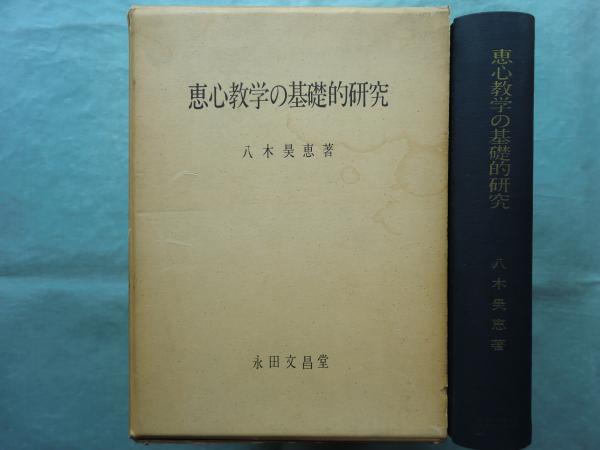 恵心教学の基礎的研究
八木昊恵著
永田文昌堂
恵心教学の基礎的研究
八木昊恵著